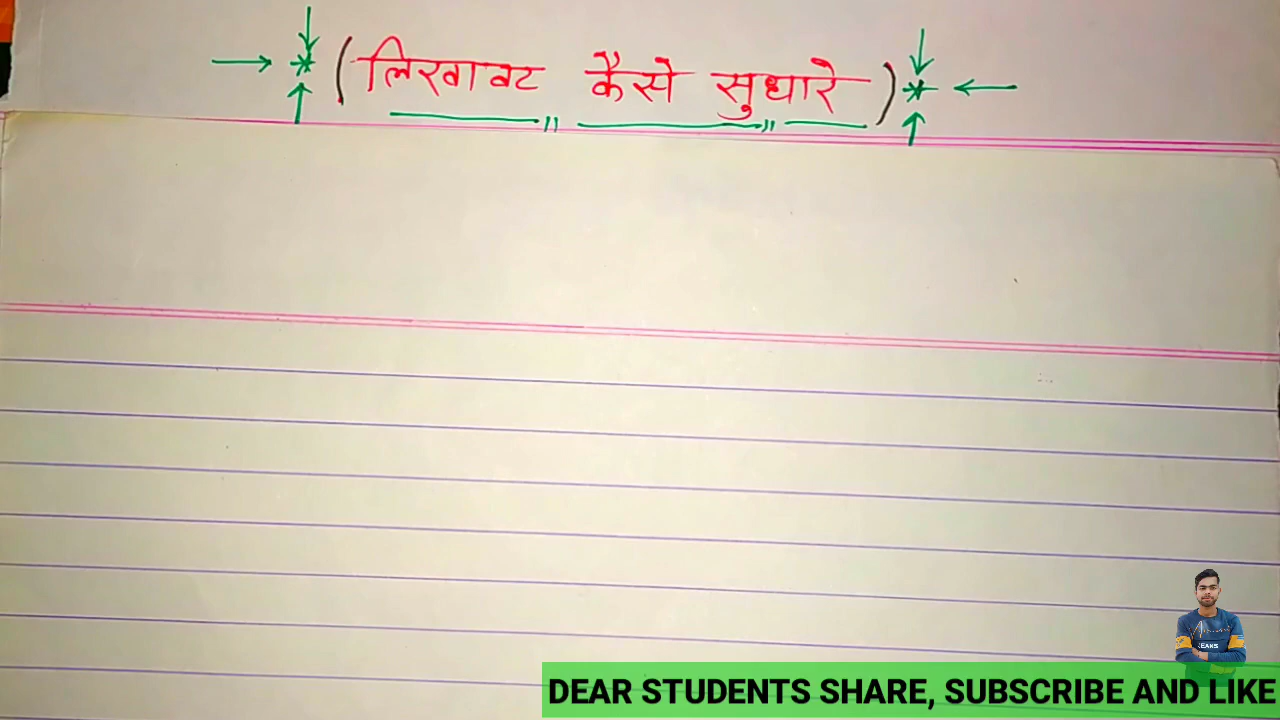 * (लिखावट कैसे सुधारे) *
DEAR STUDENTS SHARE, SUBSCRIBE AND LIKE